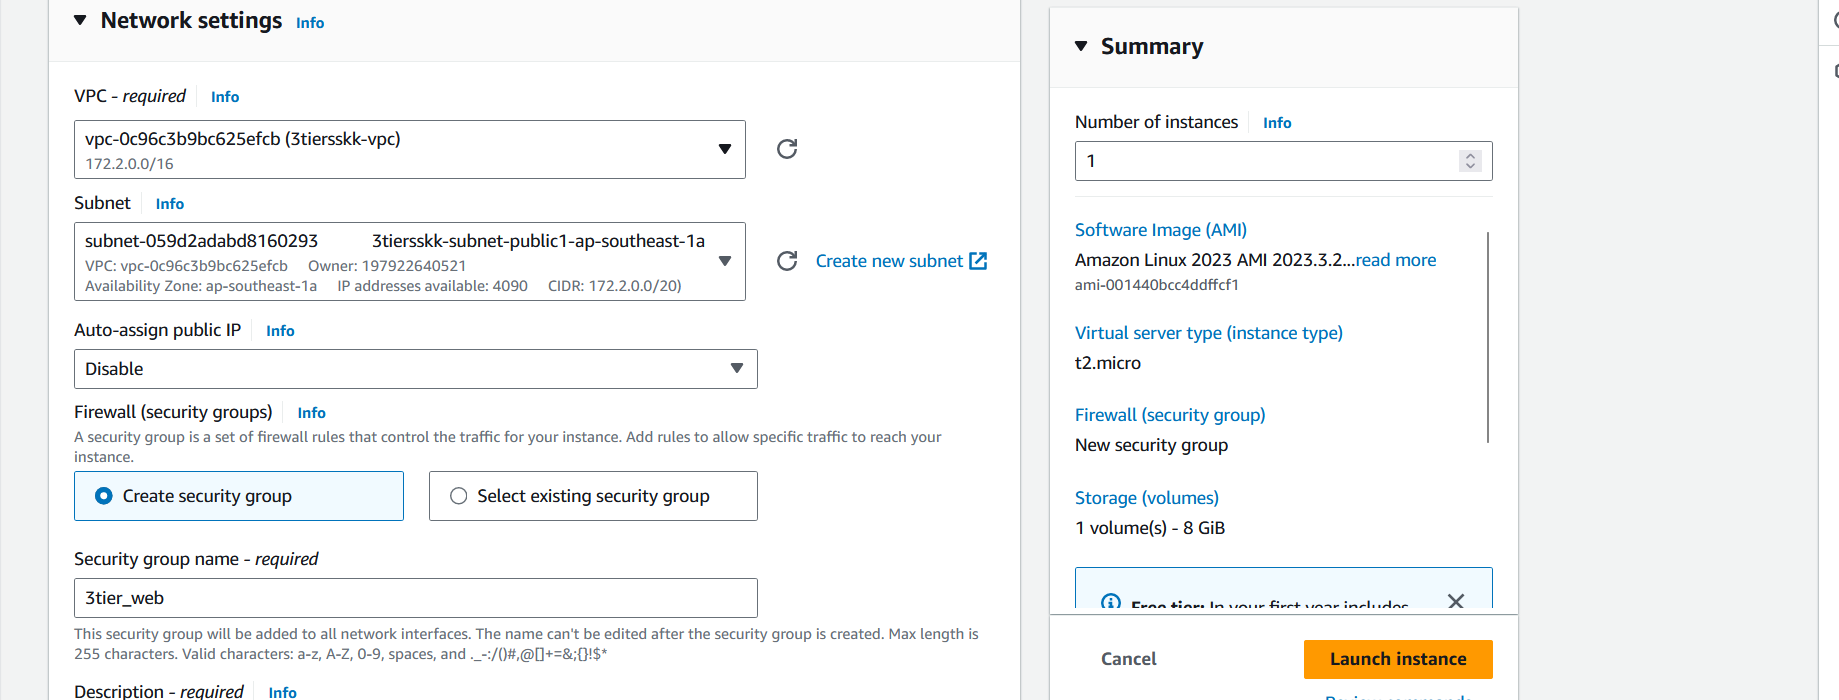 Network settings Info
VPC - required Info
vpc-0c96c3b9bc625efcb (3tiersskk-vpc)
172.2.0.0/16
Subnet Info
subnet-059d2adabd8160293 3tiersskk-subnet-public1-ap-southeast-1a
VPC: vpc-0c96c3b9bc625efcb Owner: 197922640521
Availability Zone: ap-southeast-1a IP addresses available: 4090 CIDR: 172.2.0.0/20)
Create new subnet
Auto-assign public IP Info
Disable
Firewall (security groups) Info
A security group is a set of firewall rules that control the traffic for your instance. Add rules to allow specific traffic to reach your
instance.
Create security group
Select existing security group
Security group name - required
3tier_web
This security group will be added to all network interfaces. The name can't be edited after the security group is created. Max length is
255 characters. Valid characters: a-z, A-Z, 0-9, spaces, and ._-:/()#,@[]+=&;{}!$*
Description - required Info
Summary
Number of instances Info
1
Software Image (AMI)
Amazon Linux 2023 AMI 2023.3.2...read more
ami-001440bcc4ddffcf1
Virtual server type (instance type)
t2.micro
Firewall (security group)
New security group
Storage (volumes)
1 volume(s) - 8 GiB
Free tier: In your first year includes
Cancel
Launch instance
Review commands